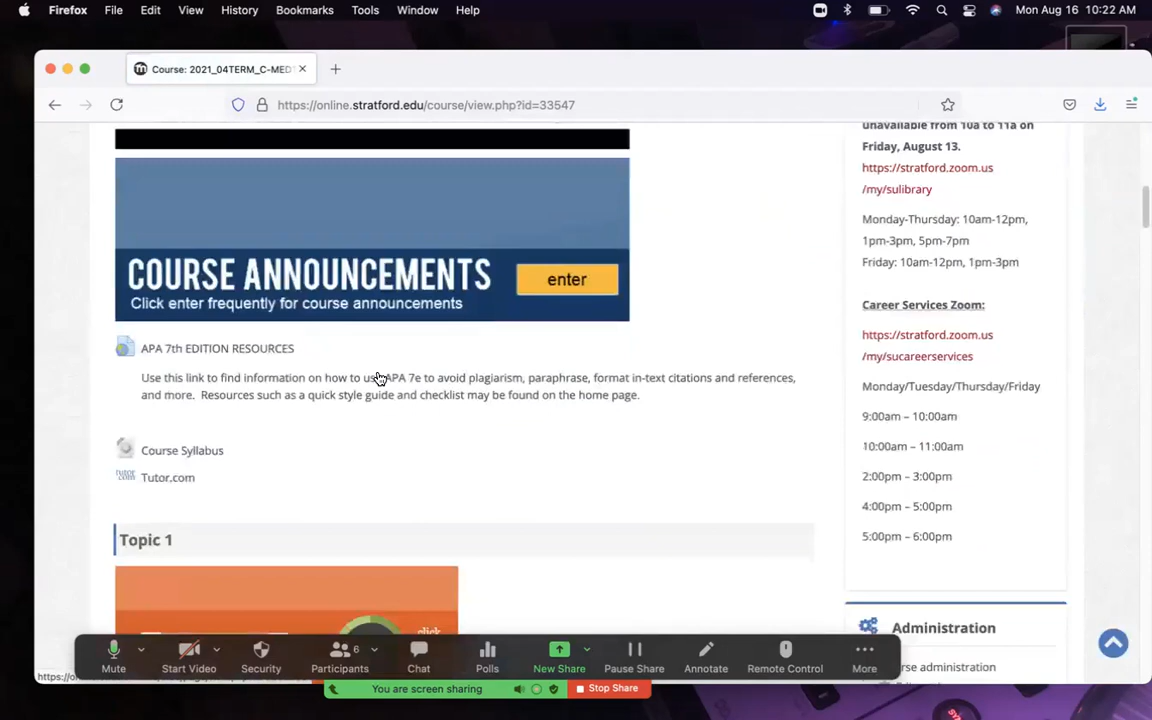 Firefox File Edit View History Bookmarks Tools Window Help Mon Aug 16 10:22 AM
Course: 2021_04TERM_C-MEDT
https://online.stratford.edu/course/view.php?id=33547
COURSE ANNOUNCEMENTS
Click enter frequently for course announcements
enter
APA 7th EDITION RESOURCES
Use this link to find information on how to use APA 7e to avoid plagiarism, paraphrase, format in-text citations and references,
and more. Resources such as a quick style guide and checklist may be found on the home page.
Course Syllabus
tutor.com Tutor.com
Topic 1
click
unavailable from 10a to 11a on
Friday, August 13.
https://stratford.zoom.us
/my/sulibrary
Monday-Thursday: 10am-12pm,
1pm-3pm, 5pm-7pm
Friday: 10am-12pm, 1pm-3pm
Career Services Zoom:
https://stratford.zoom.us
/my/sucareerservices
Monday/Tuesday/Thursday/Friday
9:00am – 10:00am
10:00am – 11:00am
2:00pm – 3:00pm
4:00pm – 5:00pm
5:00pm – 6:00pm
Administration
rse administration
6
Mute Start Video Security Participants Chat Polls New Share Pause Share Annotate Remote Control More
You are screen sharing Stop Share